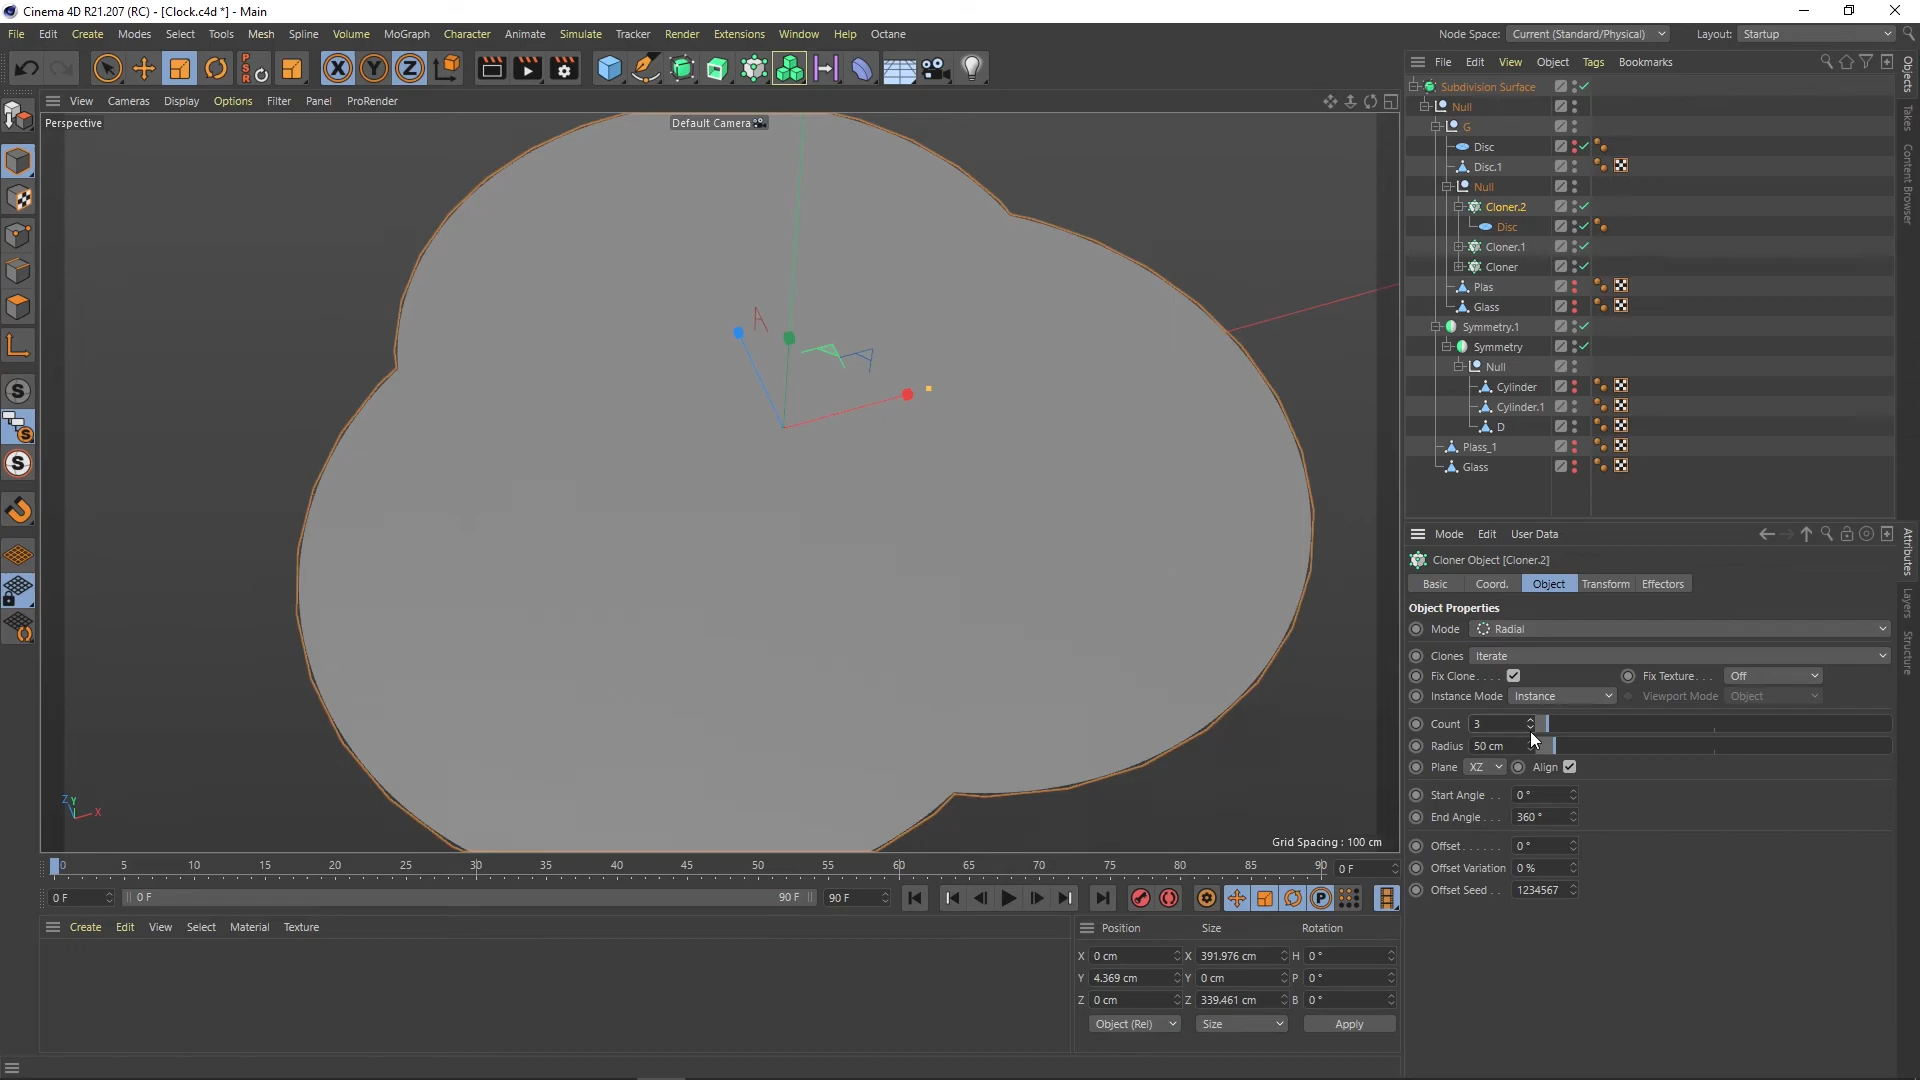 Cinema 4D R21.207 (RC) - [Clock.c4d *] - Main
File Edit Create Modes Select Tools Mesh Spline Volume MoGraph Character Animate Simulate Tracker Render Extensions Window Help Octane Node Space: Current (Standard/Physical) Layout: Startup
File Edit View Object Tags Bookmarks
View Cameras Display Options Filter Panel ProRender
Perspective
Default Camera
Subdivision Surface
Null
G
Disc
Disc.1
Null
Cloner.2
Disc
Cloner.1
Cloner
Plas
Glass
Symmetry.1
Symmetry
Null
Cylinder
Cylinder.1
D
Plass_1
Glass
Objects
Takes
Content Browser
Mode Edit User Data
Cloner Object [Cloner.2]
Basic Coord. Object Transform Effectors
Object Properties
Mode Radial
Clones Iterate
Fix Clone. . . . Fix Texture. . . Off
Instance Mode Instance Viewport Mode Object
Count 3
Radius 50 cm
Plane XZ Align
Start Angle . . 0 °
End Angle . . . 360 °
Offset. . . . . . 0 °
Offset Variation 0 %
Offset Seed . . 1234567
Attributes
Layers
Structure
Z Y X
Grid Spacing : 100 cm
0 5 10 15 20 25 30 35 40 45 50 55 60 65 70 75 80 85 90 0 F
0 F 0 F 90 F 90 F
P
Create Edit View Select Material Texture
Position Size Rotation
X 0 cm X 391.976 cm H 0 °
Y 4.369 cm Y 0 cm P 0 °
Z 0 cm Z 339.461 cm B 0 °
Object (Rel) Size Apply